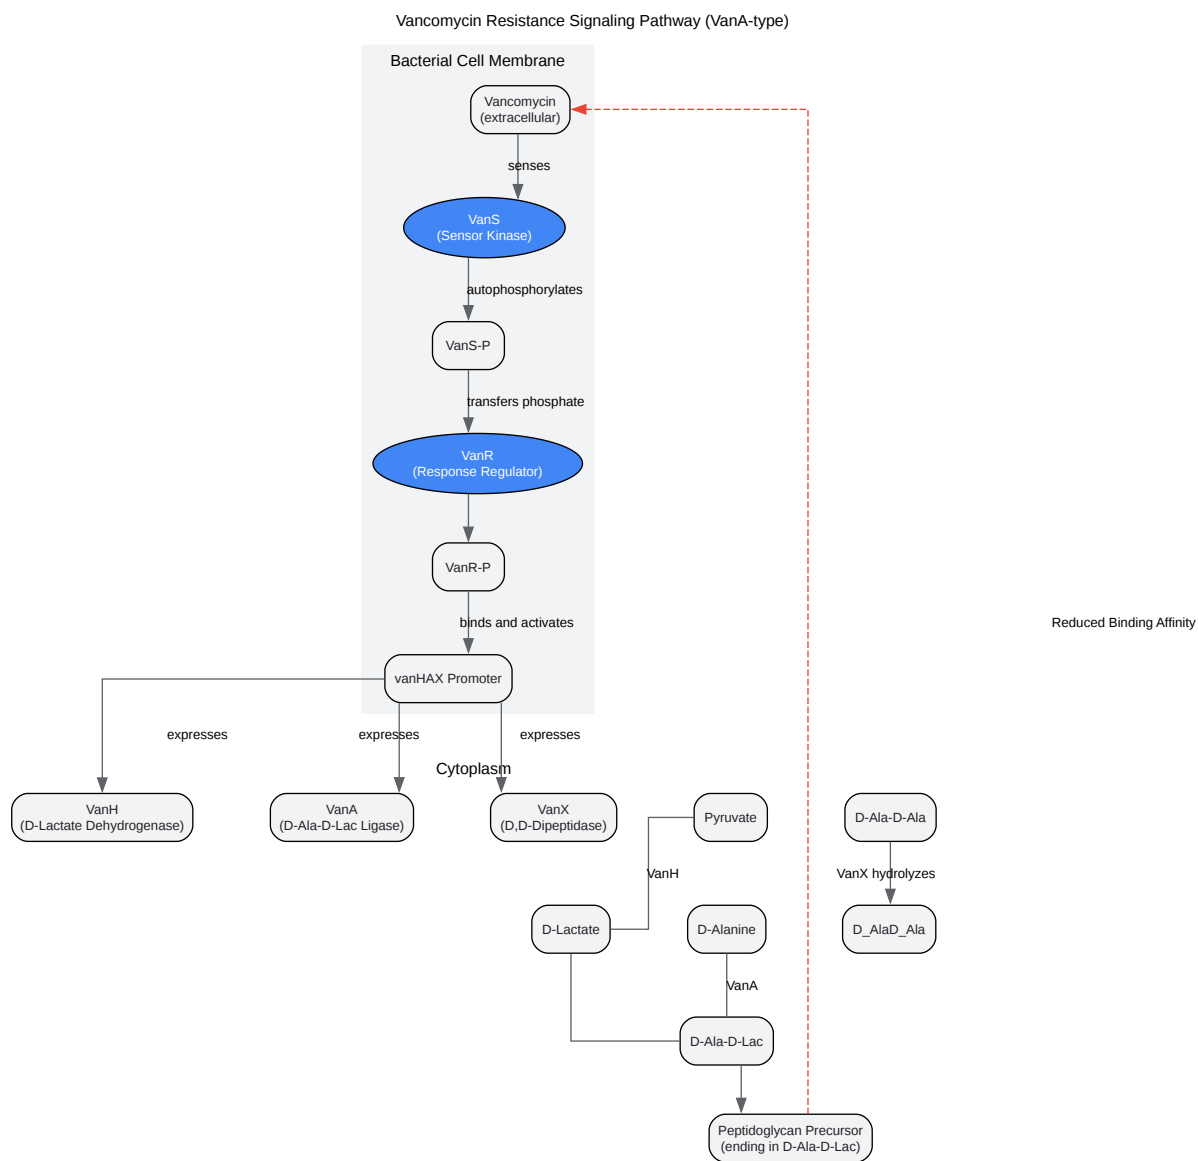 Vancomycin Resistance Signaling Pathway (VanA-type)
Bacterial Cell Membrane
Vancomycin
(extracellular)
senses
VanS
(Sensor Kinase)
autophosphorylates
VanS-P
transfers phosphate
VanR
(Response Regulator)
VanR-P
binds and activates
Reduced Binding Affinity
vanHAX Promoter
expresses
expresses
expresses
Cytoplasm
VanH
(D-Lactate Dehydrogenase)
VanA
(D-Ala-D-Lac Ligase)
VanX
(D,D-Dipeptidase)
Pyruvate
D-Ala-D-Ala
VanH
VanX hydrolyzes
D-Lactate
D-Alanine
D_AlaD_Ala
VanA
D-Ala-D-Lac
Peptidoglycan Precursor
(ending in D-Ala-D-Lac)